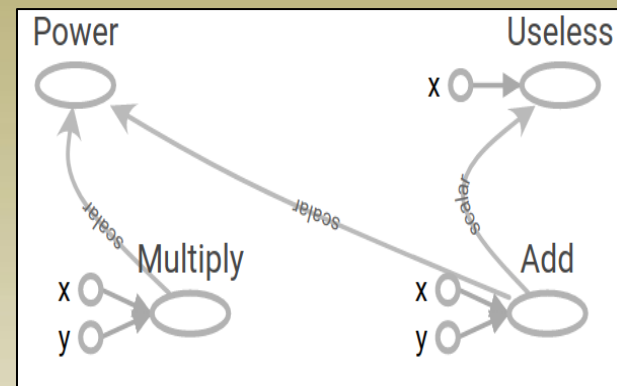 Power
Useless
x
scalar
scalar
scalar
Multiply
Add
x
x
y
y